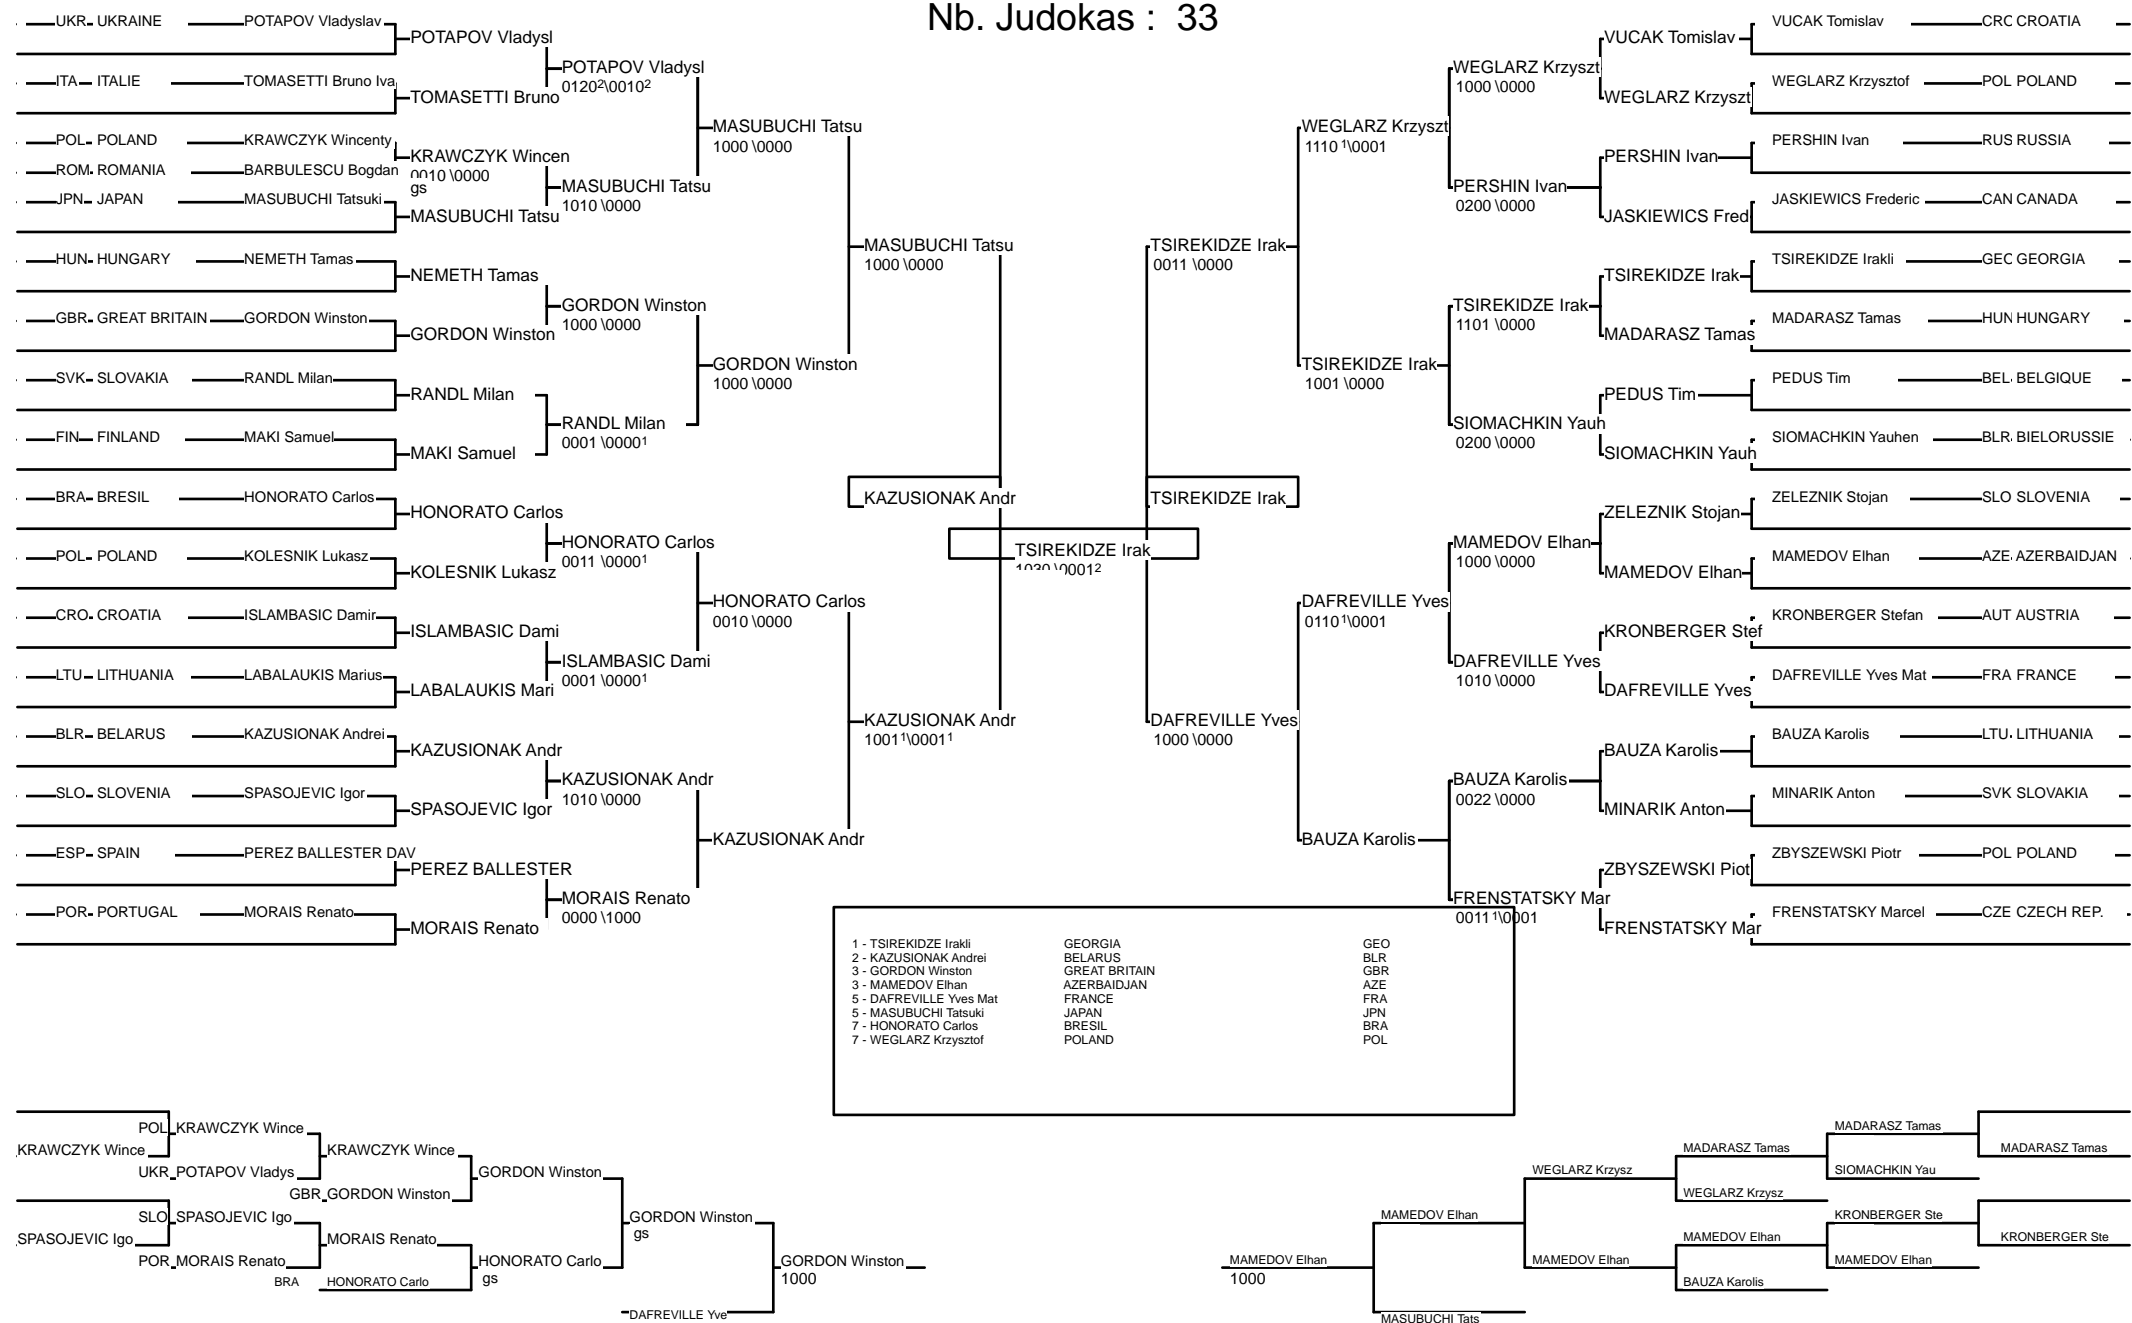 Nb. Judokas : 33
UKR UKRAINE POTAPOV Vladyslav
ITA ITALIE TOMASETTI Bruno Iva
POL POLAND KRAWCZYK Wincenty
ROM ROMANIA BARBULESCU Bogdan
JPN JAPAN MASUBUCHI Tatsuki
HUN HUNGARY NEMETH Tamas
GBR GREAT BRITAIN GORDON Winston
SVK SLOVAKIA RANDL Milan
FIN FINLAND MAKI Samuel
BRA BRESIL HONORATO Carlos
POL POLAND KOLESNIK Lukasz
CRO CROATIA ISLAMBASIC Damir
LTU LITHUANIA LABALAUKIS Marius
BLR BELARUS KAZUSIONAK Andrei
SLO SLOVENIA SPASOJEVIC Igor
ESP SPAIN PEREZ BALLESTER DAV
POR PORTUGAL MORAIS Renato
POTAPOV Vladysl
TOMASETTI Bruno
KRAWCZYK Wincen
0010 \0000
gs
MASUBUCHI Tatsu
NEMETH Tamas
GORDON Winston
RANDL Milan
MAKI Samuel
HONORATO Carlos
KOLESNIK Lukasz
ISLAMBASIC Dami
LABALAUKIS Mari
KAZUSIONAK Andr
SPASOJEVIC Igor
PEREZ BALLESTER
MORAIS Renato
POTAPOV Vladysl
0120²\0010²
MASUBUCHI Tatsu
1010 \0000
GORDON Winston
1000 \0000
RANDL Milan
0001 \0000¹
HONORATO Carlos
0011 \0000¹
ISLAMBASIC Dami
0001 \0000¹
KAZUSIONAK Andr
1010 \0000
MORAIS Renato
0000 \1000
MASUBUCHI Tatsu
1000 \0000
GORDON Winston
1000 \0000
HONORATO Carlos
0010 \0000
KAZUSIONAK Andr
MASUBUCHI Tatsu
1000 \0000
KAZUSIONAK Andr
1001¹\0001¹
KAZUSIONAK Andr
TSIREKIDZE Irak
TSIREKIDZE Irak
1030 \0001²
TSIREKIDZE Irak
0011 \0000
DAFREVILLE Yves
1000 \0000
WEGLARZ Krzyszt
1110 ¹\0001
TSIREKIDZE Irak
1001 \0000
DAFREVILLE Yves
0110 ¹\0001
BAUZA Karolis
WEGLARZ Krzyszt
1000 \0000
PERSHIN Ivan
0200 \0000
TSIREKIDZE Irak
1101 \0000
SIOMACHKIN Yauh
0200 \0000
MAMEDOV Elhan
1000 \0000
DAFREVILLE Yves
1010 \0000
BAUZA Karolis
0022 \0000
FRENSTATSKY Mar
0011 ¹\0001
VUCAK Tomislav
WEGLARZ Krzyszt
PERSHIN Ivan
JASKIEWICS Fred
TSIREKIDZE Irak
MADARASZ Tamas
PEDUS Tim
SIOMACHKIN Yauh
ZELEZNIK Stojan
MAMEDOV Elhan
KRONBERGER Stef
DAFREVILLE Yves
BAUZA Karolis
MINARIK Anton
ZBYSZEWSKI Piot
FRENSTATSKY Mar
VUCAK Tomislav CRO CROATIA
WEGLARZ Krzysztof POL POLAND
PERSHIN Ivan RUS RUSSIA
JASKIEWICS Frederic CAN CANADA
TSIREKIDZE Irakli GEO GEORGIA
MADARASZ Tamas HUN HUNGARY
PEDUS Tim BEL BELGIQUE
SIOMACHKIN Yauhen BLR BIELORUSSIE
ZELEZNIK Stojan SLO SLOVENIA
MAMEDOV Elhan AZE AZERBAIDJAN
KRONBERGER Stefan AUT AUSTRIA
DAFREVILLE Yves Mat FRA FRANCE
BAUZA Karolis LTU LITHUANIA
MINARIK Anton SVK SLOVAKIA
ZBYSZEWSKI Piotr POL POLAND
FRENSTATSKY Marcel CZE CZECH REP.
1 - TSIREKIDZE Irakli GEORGIA GEO
2 - KAZUSIONAK Andrei BELARUS BLR
3 - GORDON Winston GREAT BRITAIN GBR
3 - MAMEDOV Elhan AZERBAIDJAN AZE
5 - DAFREVILLE Yves Mat FRANCE FRA
5 - MASUBUCHI Tatsuki JAPAN JPN
7 - HONORATO Carlos BRESIL BRA
7 - WEGLARZ Krzysztof POLAND POL
KRAWCZYK Wince
SPASOJEVIC Igo
POL KRAWCZYK Wince
UKR POTAPOV Vladys
SLO SPASOJEVIC Igo
POR MORAIS Renato
KRAWCZYK Wince
GBR GORDON Winston
MORAIS Renato
BRA HONORATO Carlo
GORDON Winston
HONORATO Carlo
gs
GORDON Winston
gs
DAFREVILLE Yve
GORDON Winston
1000
MAMEDOV Elhan
1000
MAMEDOV Elhan
MASUBUCHI Tats
WEGLARZ Krzysz
MAMEDOV Elhan
MADARASZ Tamas
WEGLARZ Krzysz
MAMEDOV Elhan
BAUZA Karolis
MADARASZ Tamas
SIOMACHKIN Yau
KRONBERGER Ste
MAMEDOV Elhan
MADARASZ Tamas
KRONBERGER Ste